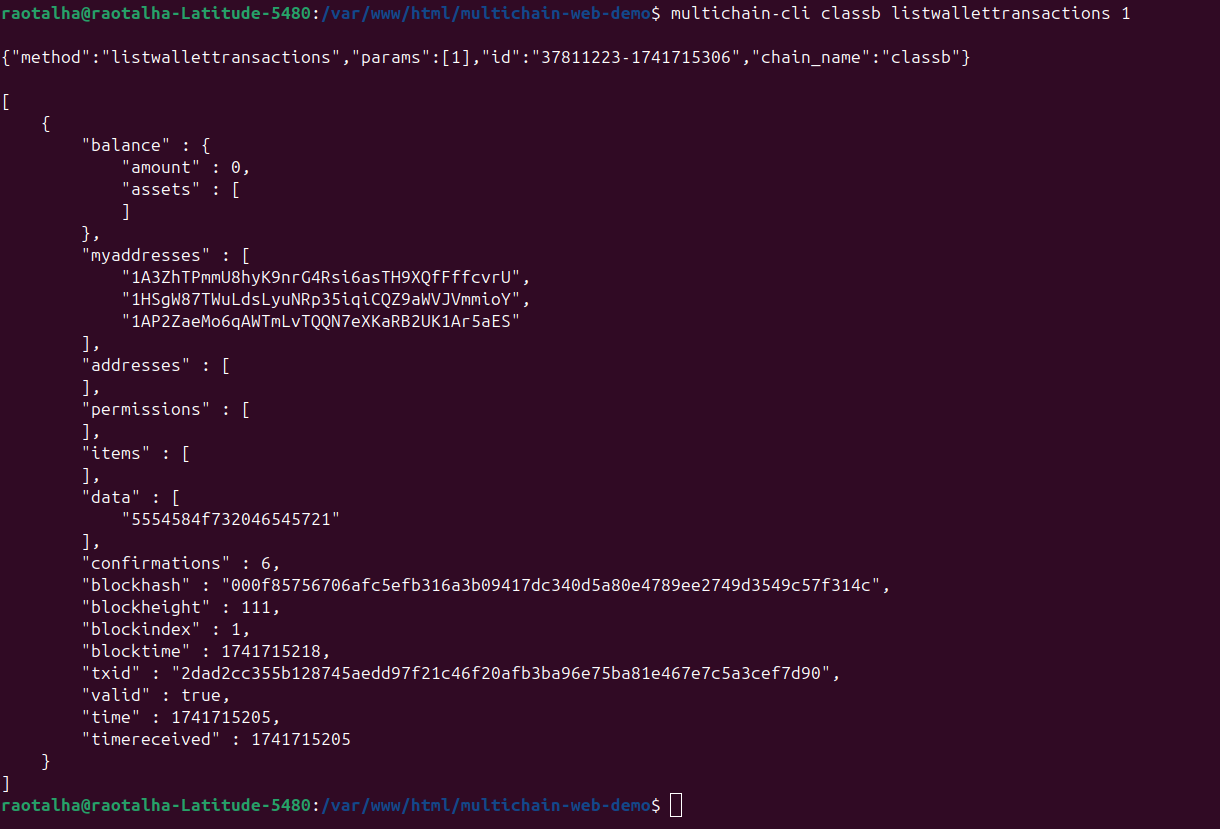 raotalha@raotalha-Latitude-5480:/var/www/html/multichain-web-demo$ multichain-cli classb listwallettransactions 1
{"method":"listwallettransactions","params":[1],"id":"37811223-1741715306","chain_name":"classb"}
[
    {
        "balance" : {
            "amount" : 0,
            "assets" : [
            ]
        },
        "myaddresses" : [
            "1A3ZhTPmmU8hyK9nrG4Rsi6asTH9XQfFffcvrU",
            "1HSgW87TWuLdsLyuNRp35iqiCQZ9aWVJVmmioY",
            "1AP2ZaeMo6qAWTmLvTQQN7eXKaRB2UK1Ar5aES"
        ],
        "addresses" : [
        ],
        "permissions" : [
        ],
        "items" : [
        ],
        "data" : [
            "5554584f732046545721"
        ],
        "confirmations" : 6,
        "blockhash" : "000f85756706afc5efb316a3b09417dc340d5a80e4789ee2749d3549c57f314c",
        "blockheight" : 111,
        "blockindex" : 1,
        "blocktime" : 1741715218,
        "txid" : "2dad2cc355b128745aedd97f21c46f20afb3ba96e75ba81e467e7c5a3cef7d90",
        "valid" : true,
        "time" : 1741715205,
        "timereceived" : 1741715205
    }
]
raotalha@raotalha-Latitude-5480:/var/www/html/multichain-web-demo$